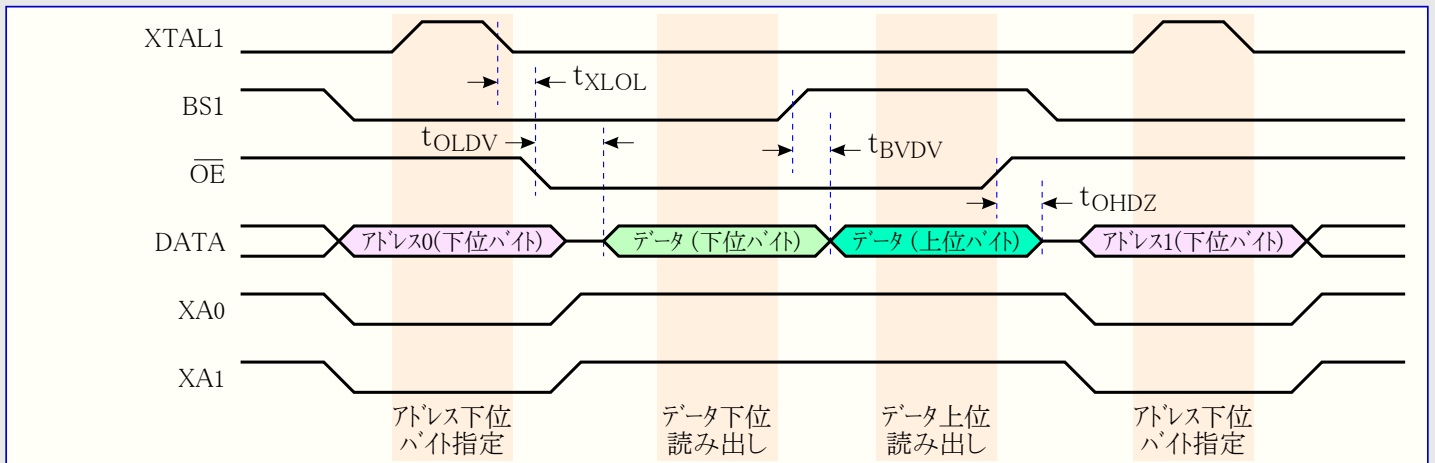 XTAL1
tXLOL
BS1
tOLDV
tBVDV
OE
tOHDZ
DATA
アドレス0(下位バイト)
データ (下位バイト)
データ (上位バイト)
アドレス1(下位バイト)
XA0
XA1
アドレス下位
バイト指定
データ下位
読み出し
データ上位
読み出し
アドレス下位
バイト指定